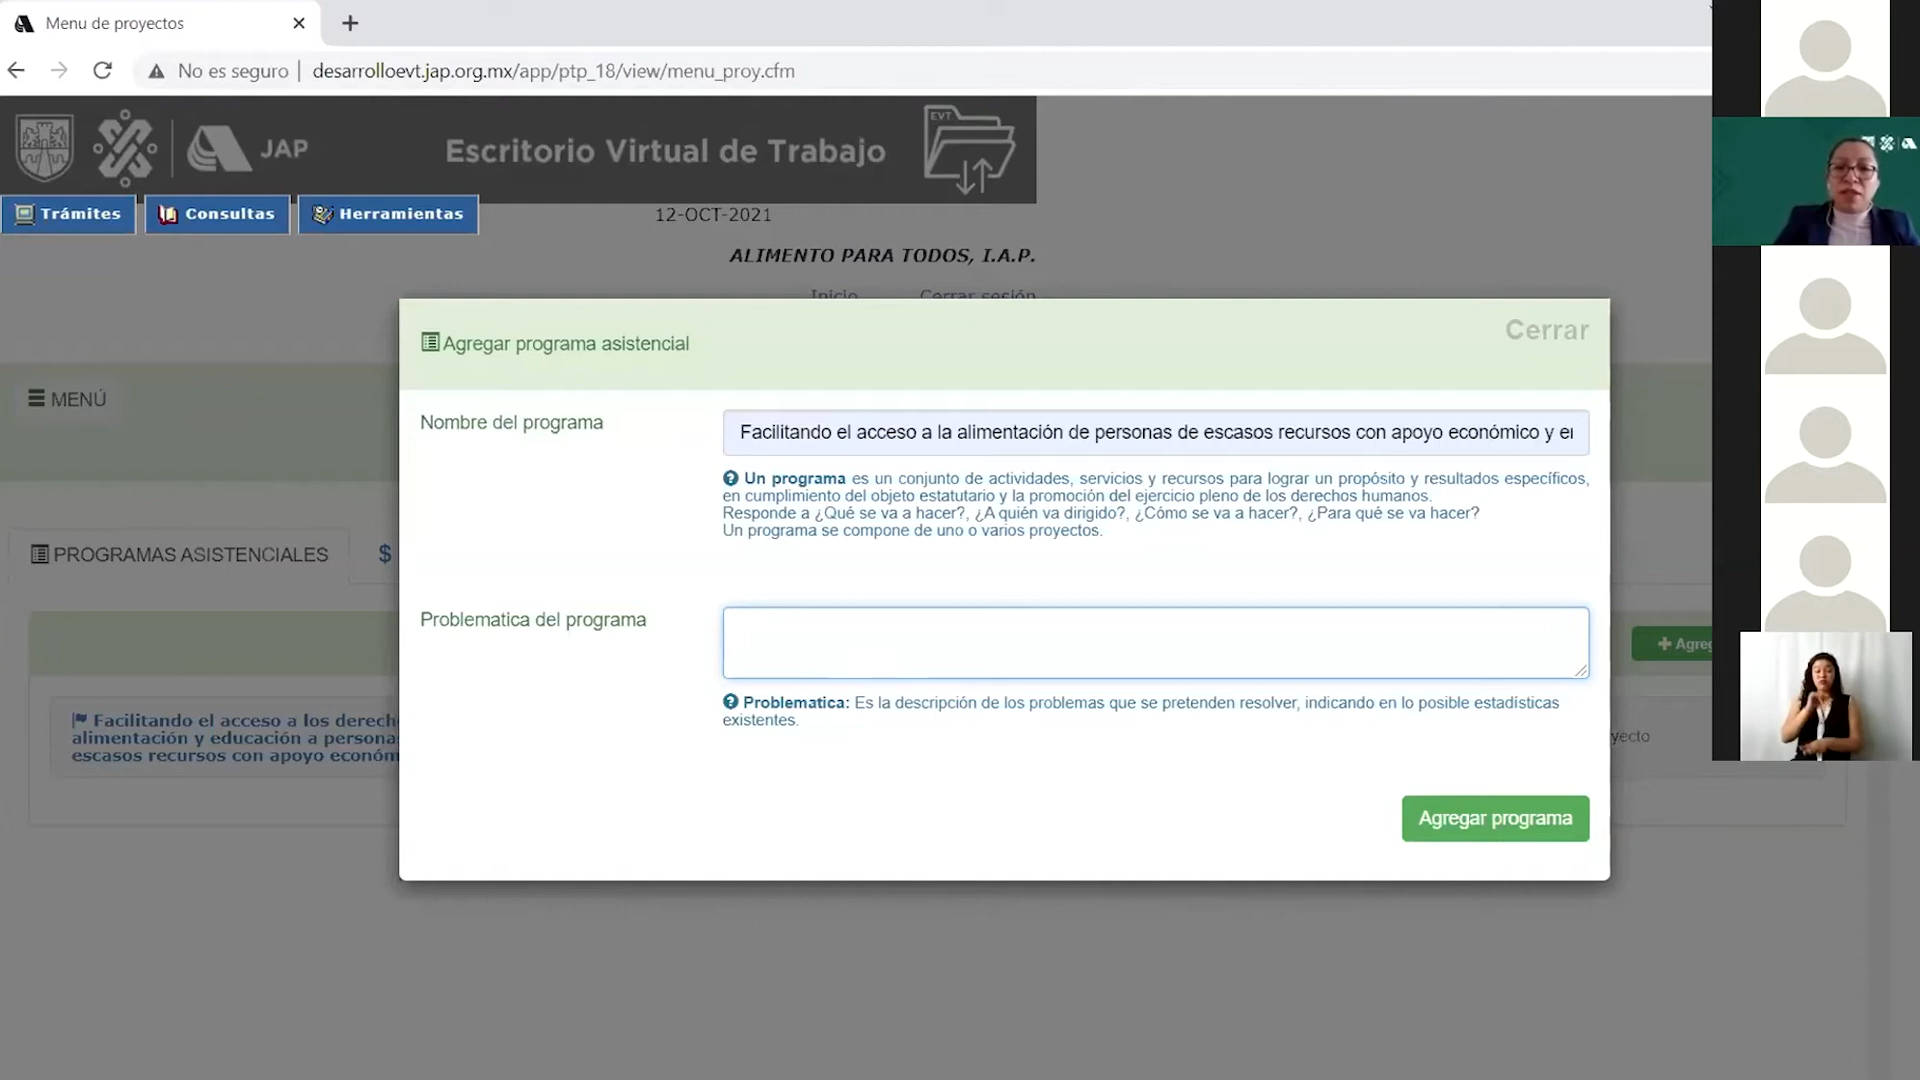 Menu de proyectos
No es seguro | desarrolloevt.jap.org.mx/app/ptp_18/view/menu_proy.cfm
JAP
Escritorio Virtual de Trabajo
EVT
Trámites
Consultas
Herramientas
12-OCT-2021
ALIMENTO PARA TODOS, I.A.P.
Inicio Cerrar sesión
Agregar programa asistencial
Cerrar
MENÚ
Nombre del programa
Facilitando el acceso a la alimentación de personas de escasos recursos con apoyo económico y
Un programa es un conjunto de actividades, servicios y recursos para lograr un propósito y resultados específicos,
en cumplimiento del objeto estatutario y la promoción del ejercicio pleno de los derechos humanos.
Responde a ¿Qué se va a hacer?, ¿A quién va dirigido?, ¿Cómo se va a hacer?, ¿Para qué se va hacer?
Un programa se compone de uno o varios proyectos.
PROGRAMAS ASISTENCIALES
$
Problematica del programa
+ Agreg
Problematica: Es la descripción de los problemas que se pretenden resolver, indicando en lo posible estadísticas
existentes.
Facilitando el acceso a los derech
alimentación y educación a persona
escasos recursos con apoyo económ
yecto
Agregar programa